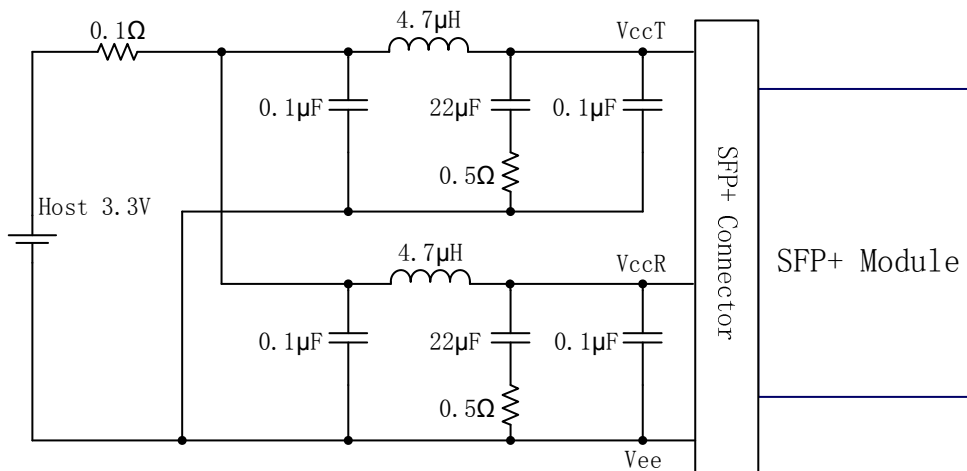 4.7μH
VccT
0.1Ω
0.1μF
22μF
0.1μF
0.5Ω
Host 3.3V
4.7μH
VccR
0.1μF
22μF
0.1μF
0.5Ω
Vee
SFP+ Connector
SFP+ Module